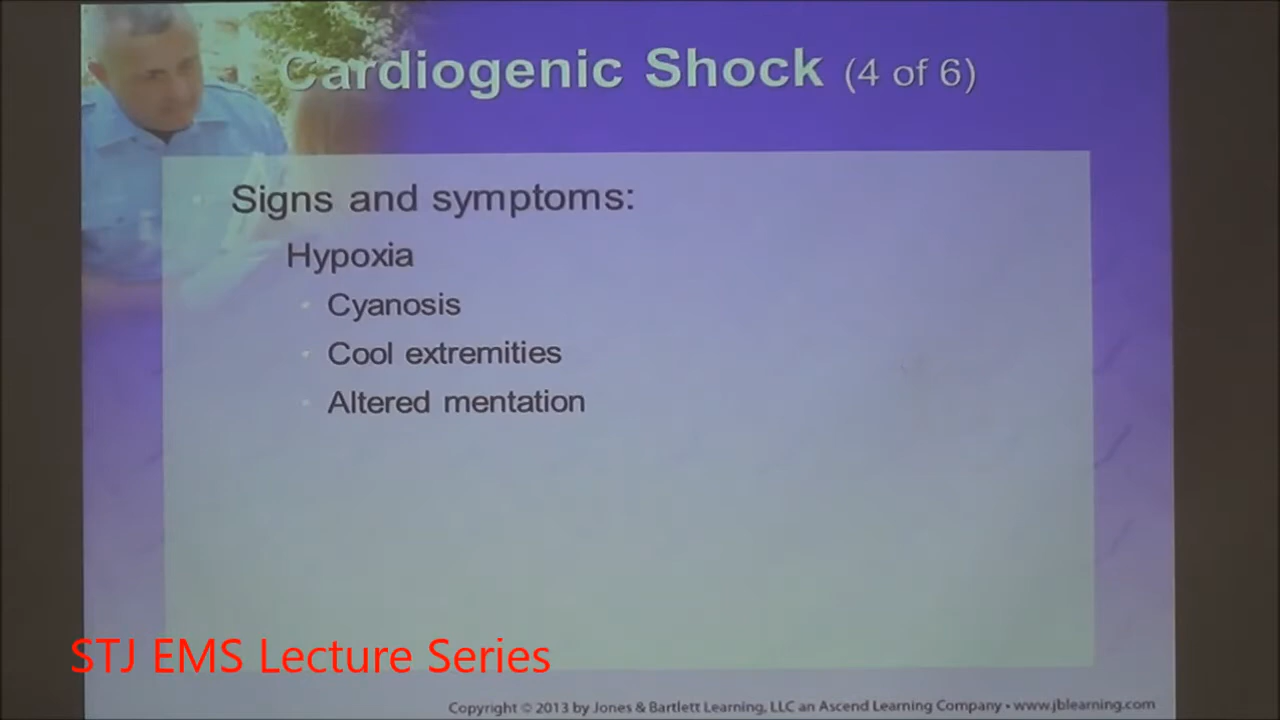 Cardiogenic Shock (4 of 6)
Signs and symptoms:
Hypoxia
• Cyanosis
• Cool extremities
• Altered mentation
STJ EMS Lecture Series
Copyright © 2013 by Jones & Bartlett Learning, LLC an Ascend Learning Company • www.jblearning.com